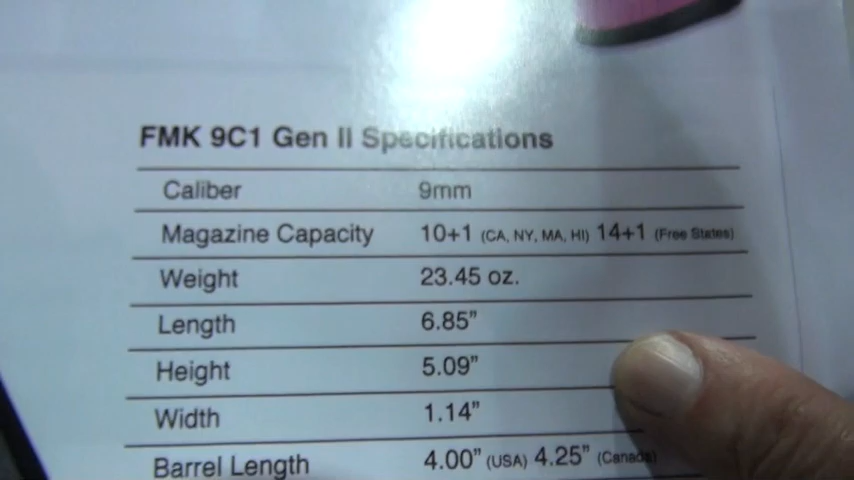 FMK 9C1 Gen II Specifications
Caliber 9mm
Magazine Capacity 10+1 (CA, NY, MA, HI) 14+1 (Free States)
Weight 23.45 oz.
Length 6.85”
Height 5.09”
Width 1.14”
Barrel Length 4.00” (USA) 4.25” (Canada)